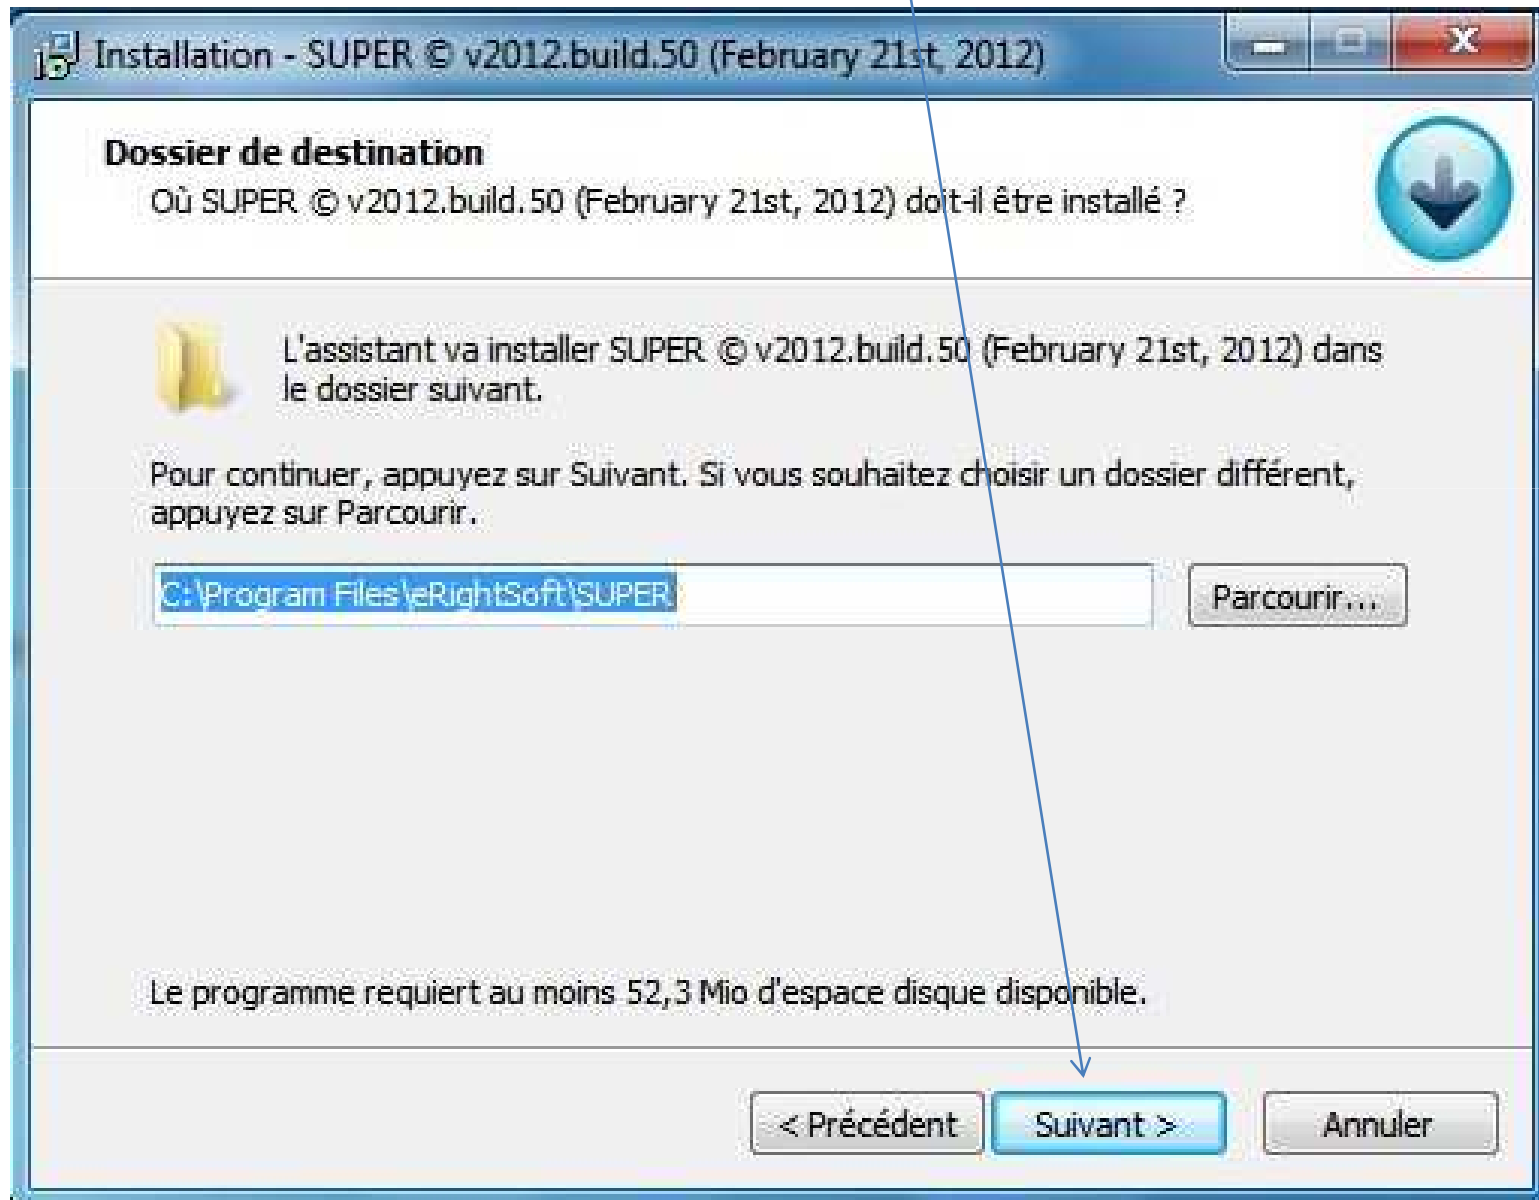 Installation - SUPER © v2012.build.50 (February 21st, 2012)
Dossier de destination
Où SUPER © v2012.build.50 (February 21st, 2012) doit-il être installé ?
L'assistant va installer SUPER © v2012.build.50 (February 21st, 2012) dans
le dossier suivant.
Pour continuer, appuyez sur Suivant. Si vous souhaitez choisir un dossier différent,
appuyez sur Parcourir.
C:\Program Files\eRightSoft\SUPER
Parcourir...
Le programme requiert au moins 52,3 Mio d'espace disque disponible.
< Précédent
Suivant >
Annuler